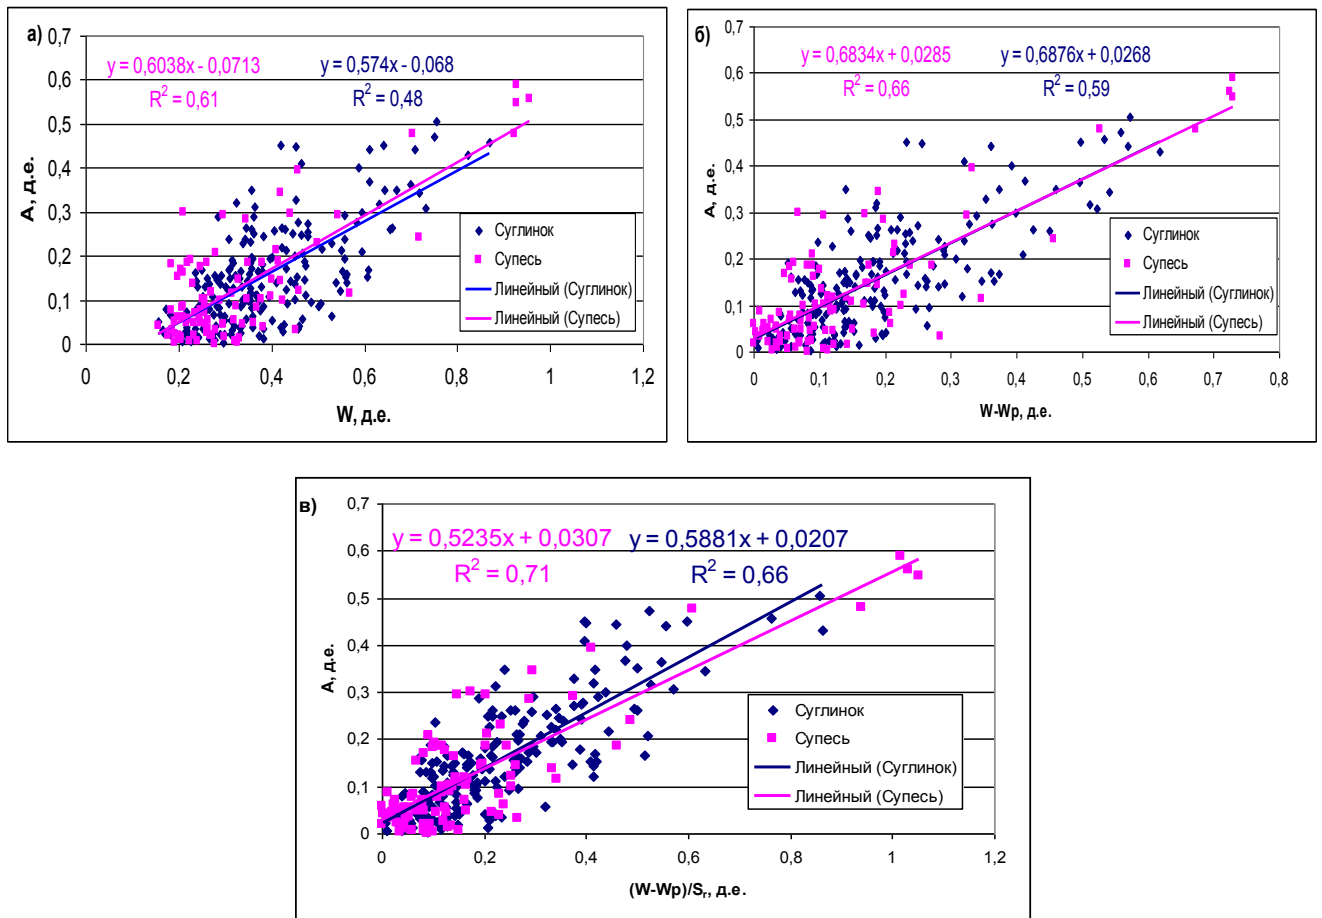 а)
y = 0,6038x - 0,0713
R² = 0,61
y = 0,574x - 0,068
R² = 0,48
0,7
0,6
0,5
0,4
0,3
0,2
0,1
0
А, д.е.
Суглинок
Супесь
Линейный (Суглинок)
Линейный (Супесь)
0 0,2 0,4 0,6 0,8 1 1,2
W, д.е.
б)
y = 0,6834x + 0,0285
R² = 0,66
y = 0,6876x + 0,0268
R² = 0,59
0,7
0,6
0,5
0,4
0,3
0,2
0,1
0
А, д.е.
Суглинок
Супесь
Линейный (Суглинок)
Линейный (Супесь)
0 0,1 0,2 0,3 0,4 0,5 0,6 0,7 0,8
W-Wp, д.е.
в)
y = 0,5235x + 0,0307
R² = 0,71
y = 0,5881x + 0,0207
R² = 0,66
0,7
0,6
0,5
0,4
0,3
0,2
0,1
0
А, д.е.
Суглинок
Супесь
Линейный (Суглинок)
Линейный (Супесь)
0 0,2 0,4 0,6 0,8 1 1,2
(W-Wp)/Sᵣ, д.е.